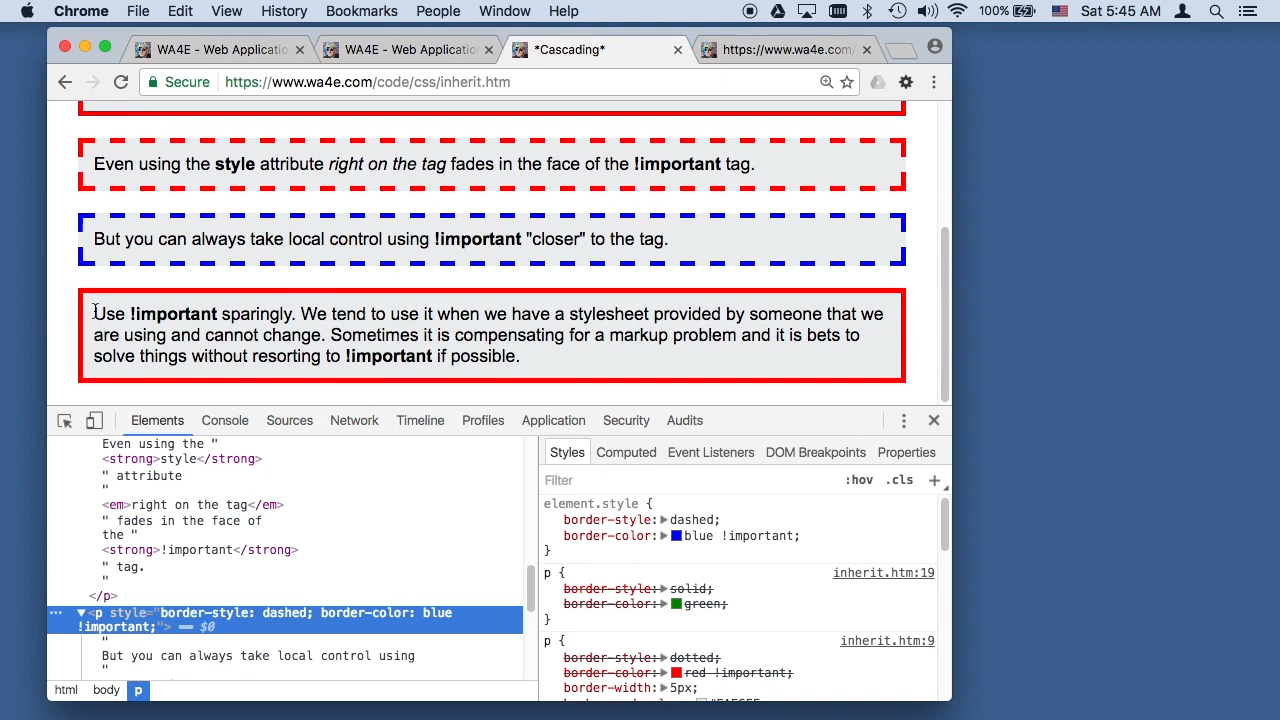 Chrome File Edit View History Bookmarks People Window Help 100% Sat 5:45 AM
WA4E - Web Application WA4E - Web Application *Cascading* https://www.wa4e.com/
Secure https://www.wa4e.com/code/css/inherit.htm
Even using the style attribute right on the tag fades in the face of the !important tag.
But you can always take local control using !important "closer" to the tag.
Use !important sparingly. We tend to use it when we have a stylesheet provided by someone that we
are using and cannot change. Sometimes it is compensating for a markup problem and it is bets to
solve things without resorting to !important if possible.
Elements Console Sources Network Timeline Profiles Application Security Audits
Even using the "
<strong>style</strong>
" attribute
"
<em>right on the tag</em>
" fades in the face of
the "
<strong>!important</strong>
" tag.
"
</p>
<p style="border-style: dashed; border-color: blue
!important;"> == $0
"
But you can always take local control using
"
html body p
Styles Computed Event Listeners DOM Breakpoints Properties
Filter :hov .cls +
element.style {
border-style: dashed;
border-color: blue !important;
}
p { inherit.htm:19
border-style: solid;
border-color: green;
}
p { inherit.htm:9
border-style: dotted;
border-color: red !important;
border-width: 5px;